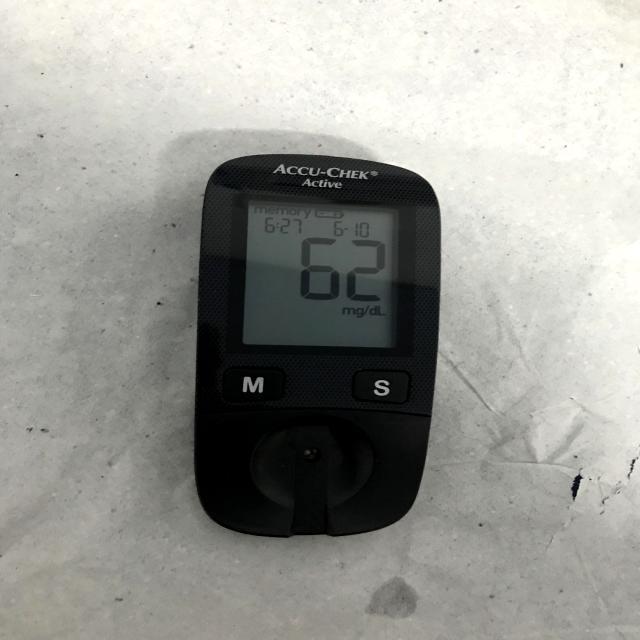 ACCU-CHEK®
Active
memory
6:27 6-10
62
mg/dL
M S